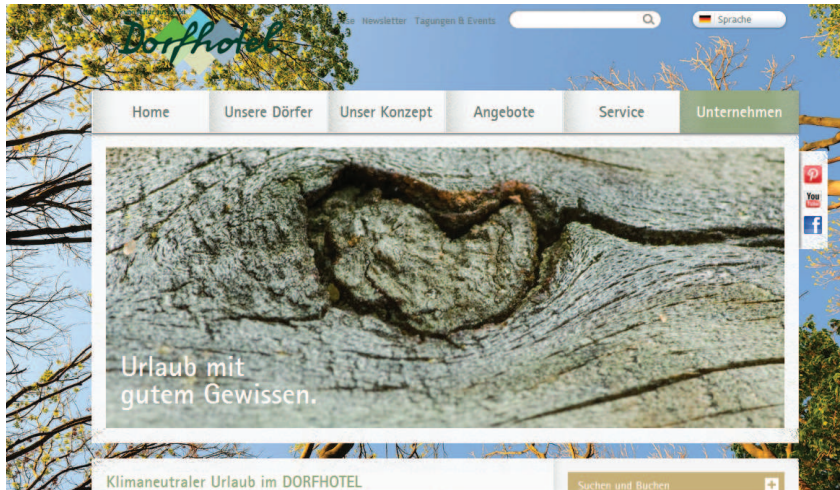 Dorfhotel
Newsletter Tagungen & Events
Sprache
Home Unsere Dörfer Unser Konzept Angebote Service Unternehmen
You
Urlaub mit
gutem Gewissen.
Klimaneutraler Urlaub im DORFHOTEL
Suchen und Buchen